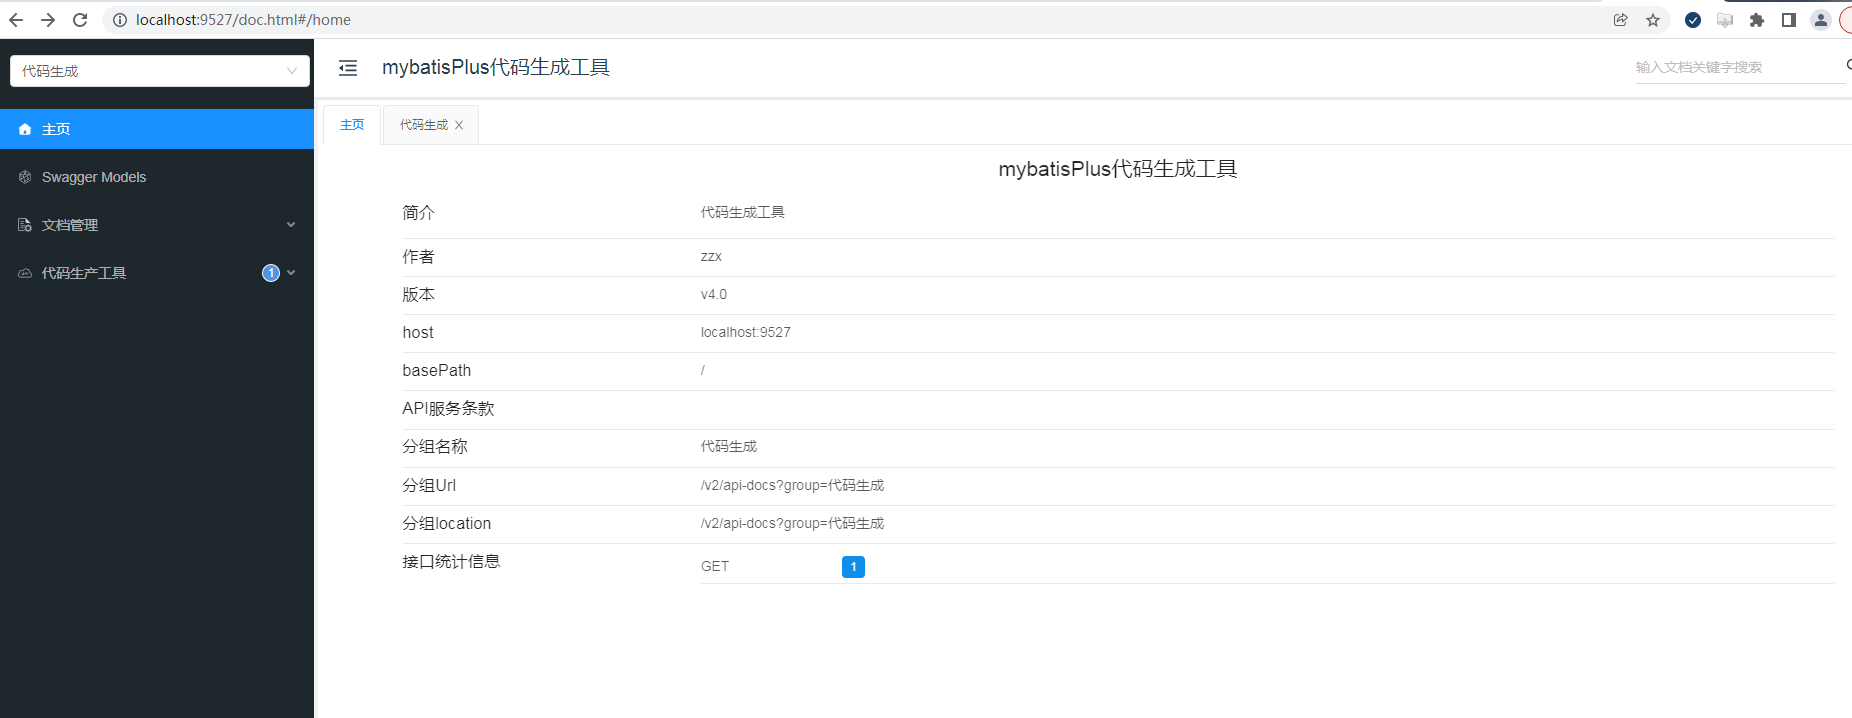 localhost:9527/doc.html#/home
代码生成
mybatisPlus代码生成工具
输入文档关键字搜索
主页
Swagger Models
文档管理
代码生产工具 1
主页 代码生成
mybatisPlus代码生成工具
简介 代码生成工具
作者 zzx
版本 v4.0
host localhost:9527
basePath /
API服务条款
分组名称 代码生成
分组Url /v2/api-docs?group=代码生成
分组location /v2/api-docs?group=代码生成
接口统计信息 GET 1